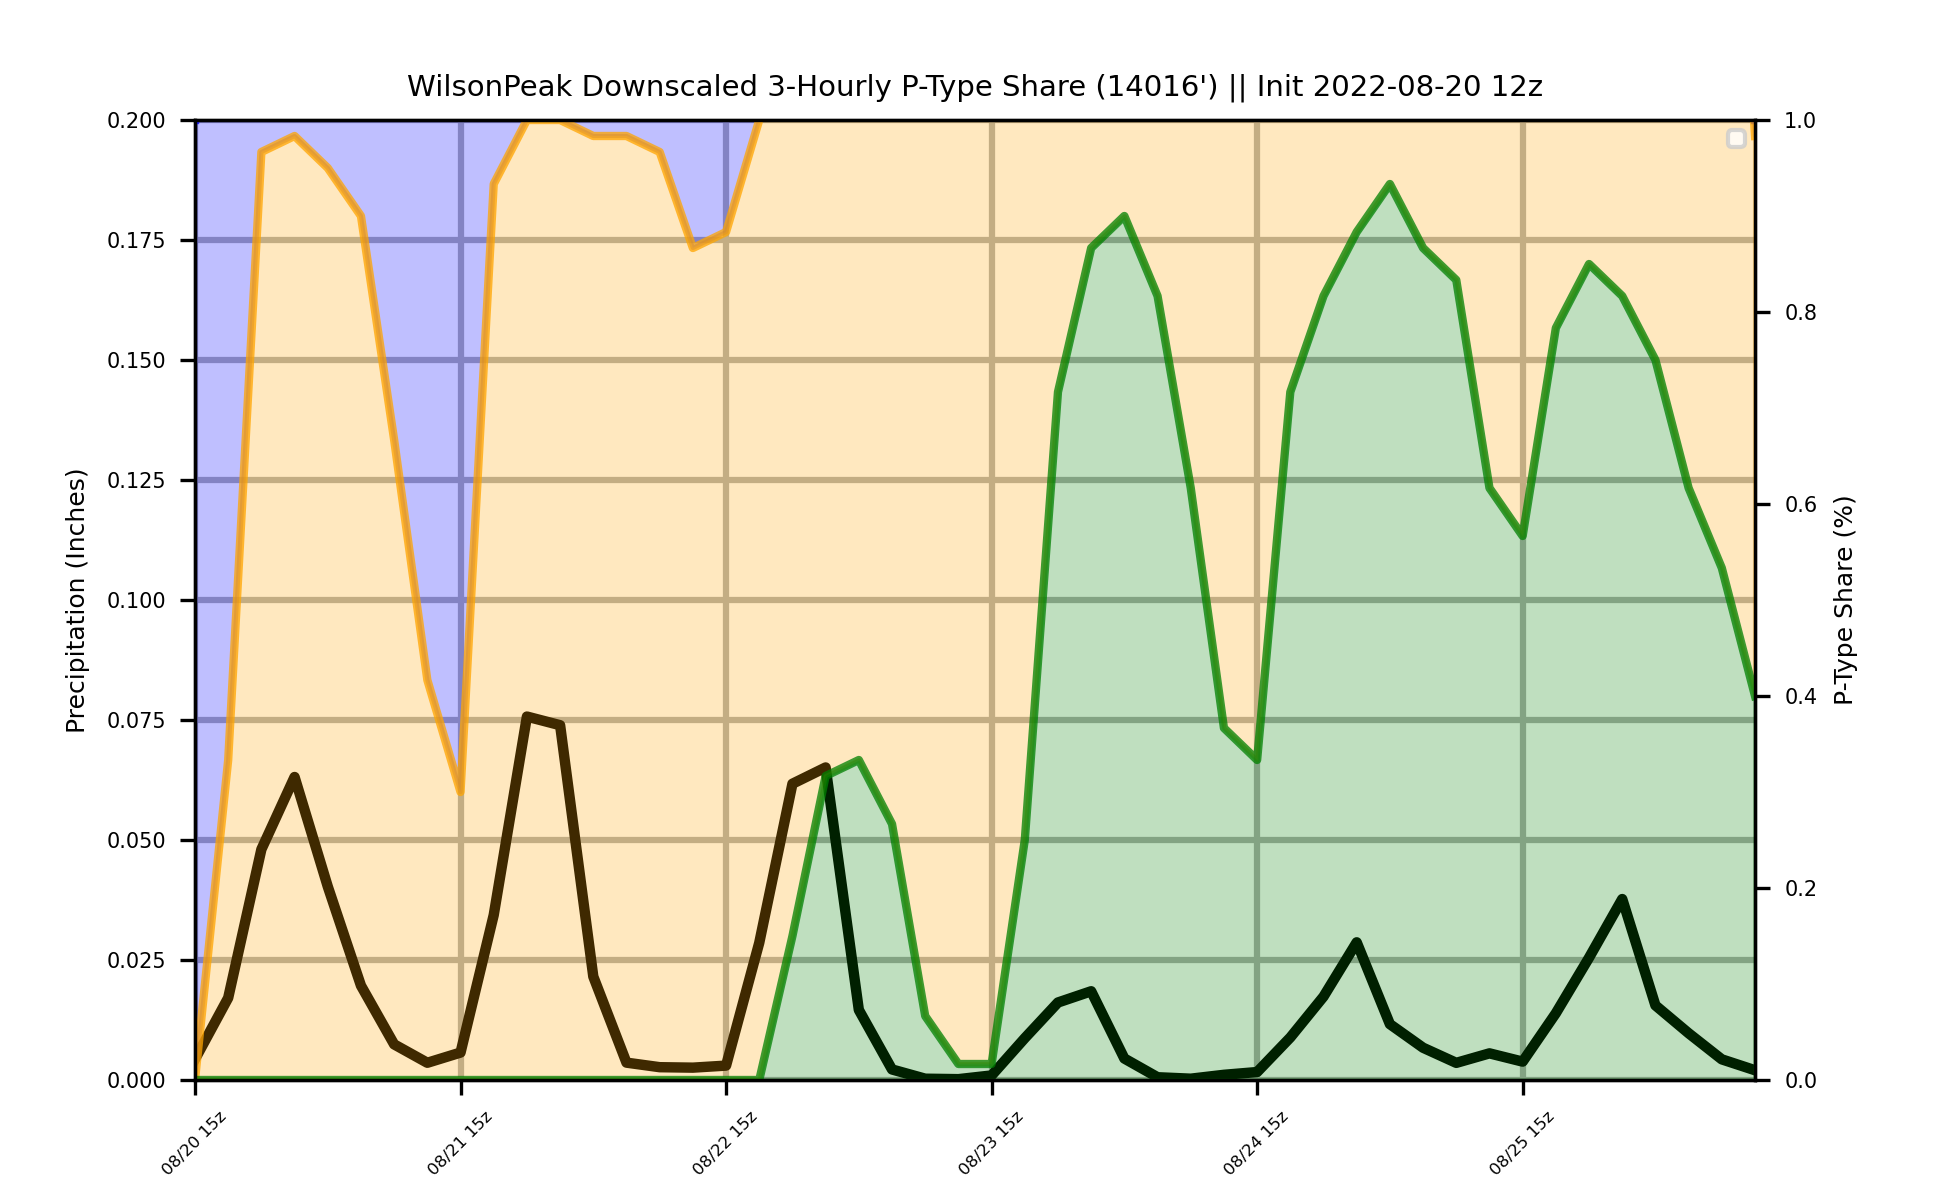 WilsonPeak Downscaled 3-Hourly P-Type Share (14016') || Init 2022-08-20 12z
0.200
0.175
0.150
0.125
0.100
0.075
0.050
0.025
0.000
Precipitation (Inches)
1.0
0.8
0.6
0.4
0.2
0.0
P-Type Share (%)
08/20 15z
08/21 15z
08/22 15z
08/23 15z
08/24 15z
08/25 15z